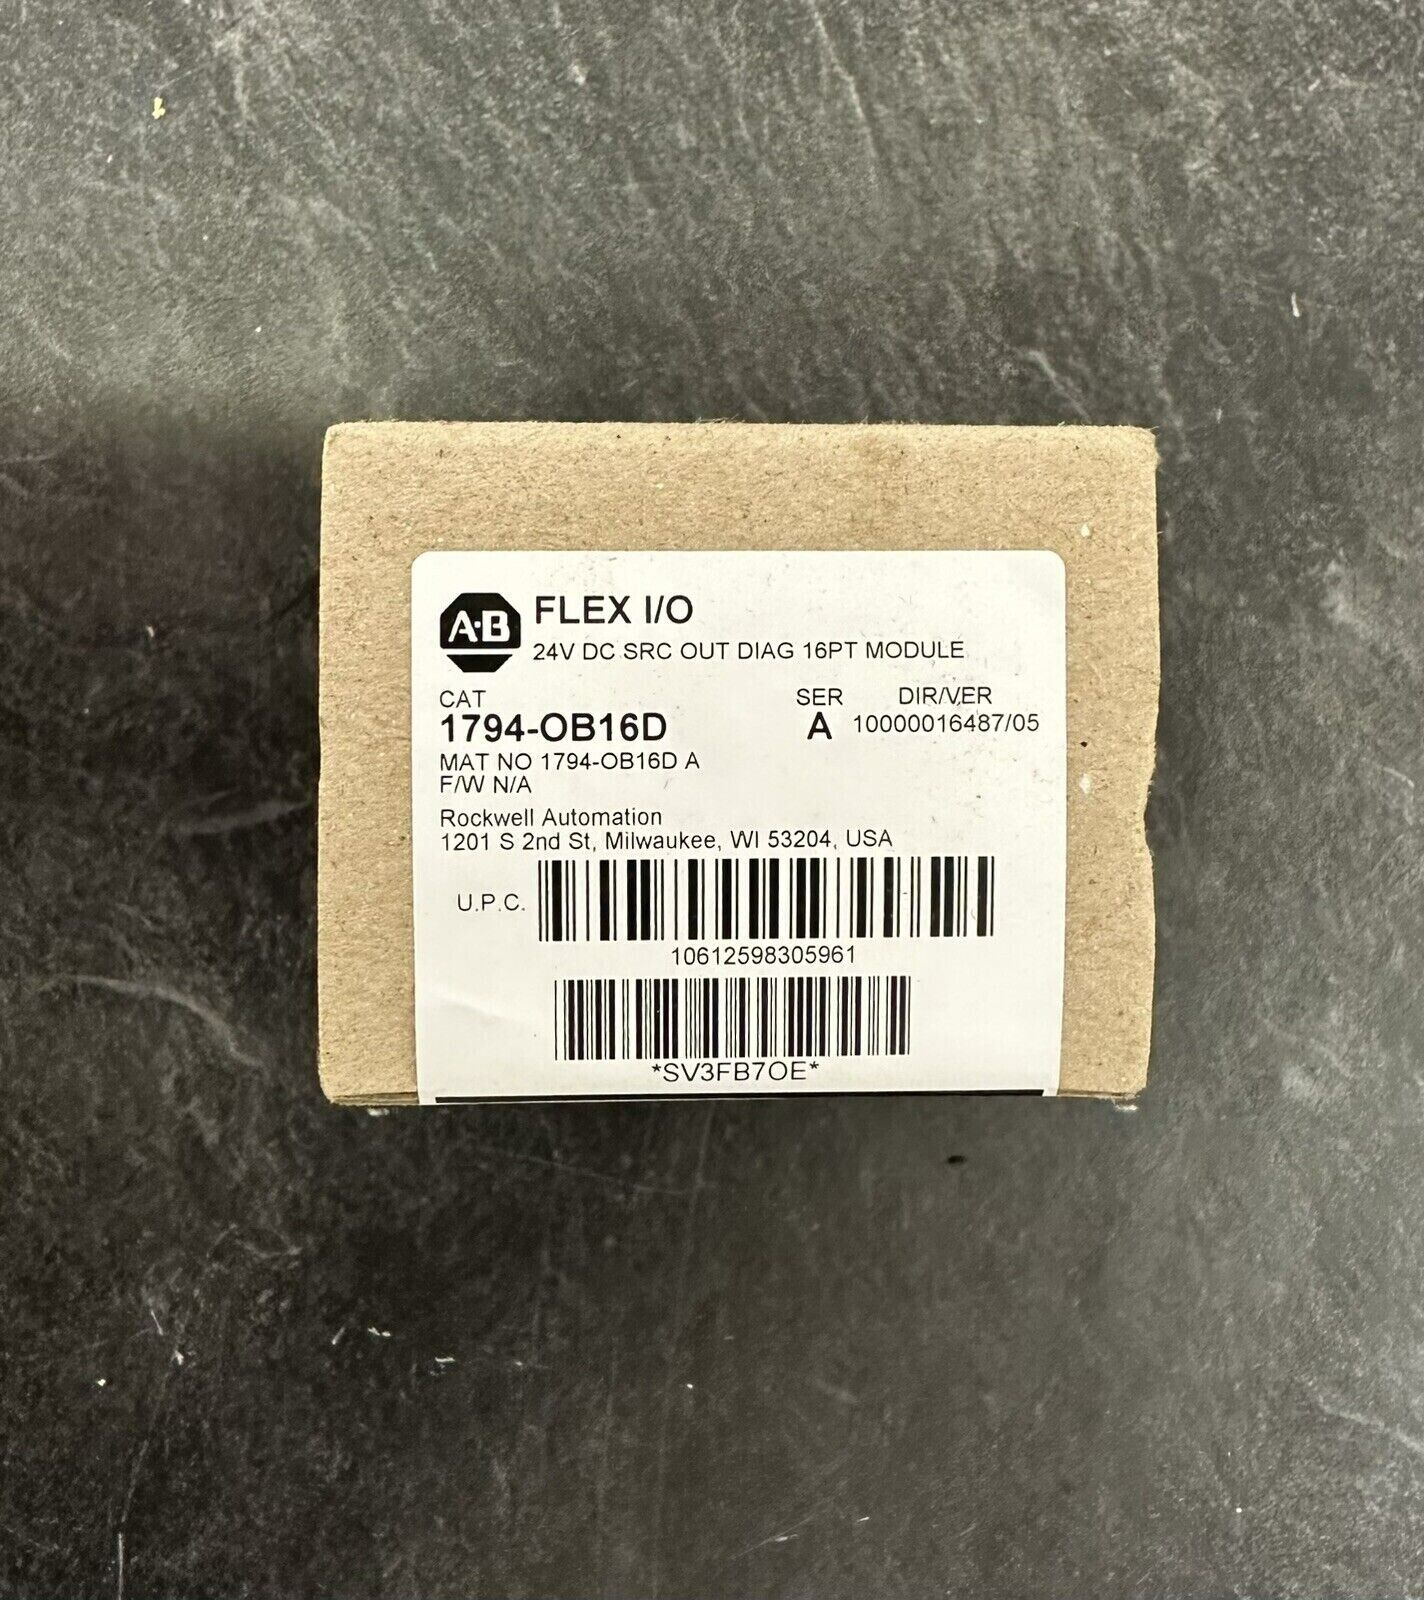 A·B FLEX I/O
24V DC SRC OUT DIAG 16PT MODULE
CAT SER DIR/VER
1794-OB16D A 10000016487/05
MAT NO 1794-OB16D A
F/W N/A
Rockwell Automation
1201 S 2nd St, Milwaukee, WI 53204, USA
U.P.C.
10612598305961
*SV3FB7OE*